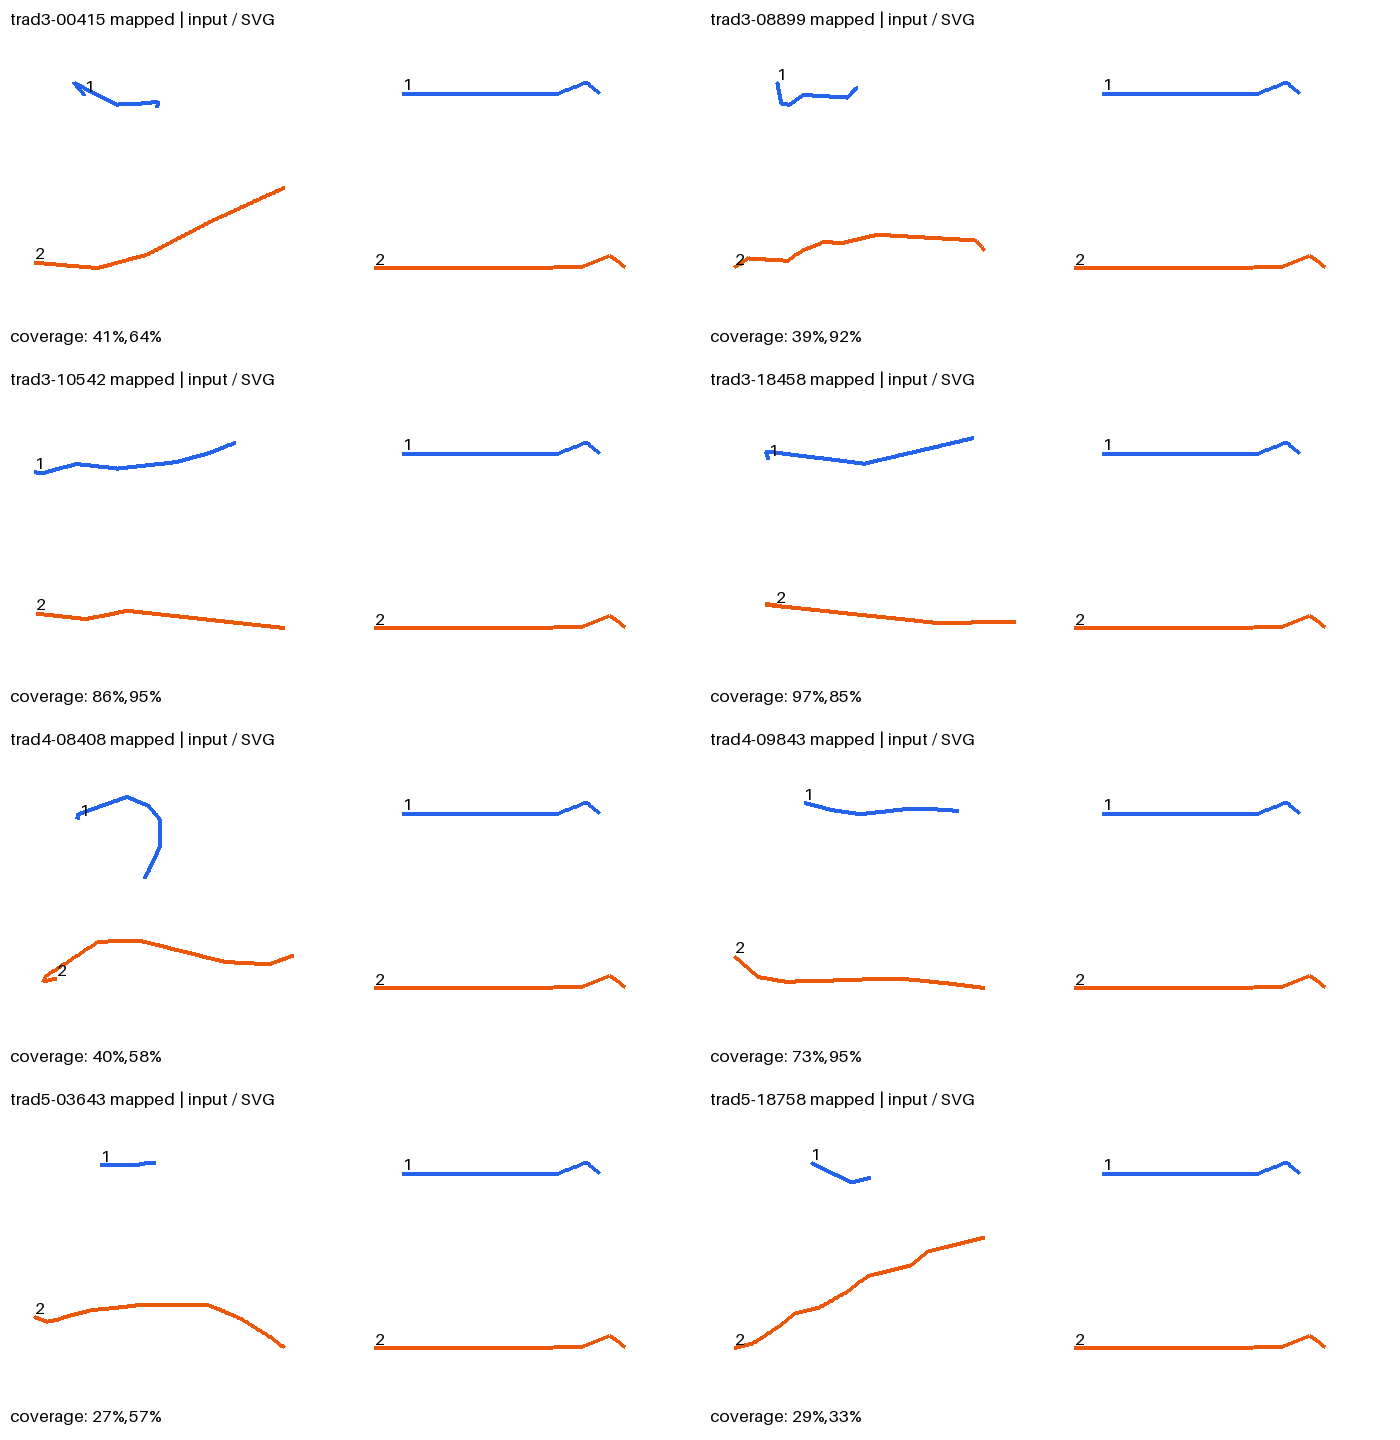 trad3-00415 mapped | input / SVG
trad3-08899 mapped | input / SVG
1 1 1 1
2 2 2 2
coverage: 41%,64%
coverage: 39%,92%
trad3-10542 mapped | input / SVG
trad3-18458 mapped | input / SVG
1 1 1 1
2 2 2 2
coverage: 86%,95%
coverage: 97%,85%
trad4-08408 mapped | input / SVG
trad4-09843 mapped | input / SVG
1 1 1 1
2 2 2 2
coverage: 40%,58%
coverage: 73%,95%
trad5-03643 mapped | input / SVG
trad5-18758 mapped | input / SVG
1 1 1 1
2 2 2 2
coverage: 27%,57%
coverage: 29%,33%